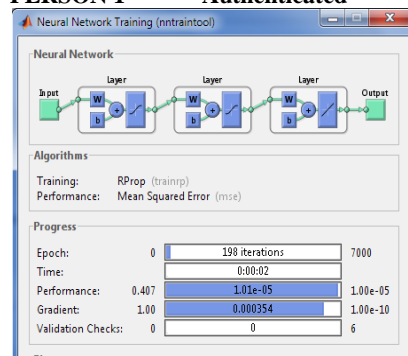 PERSON 1 Authenticated
Neural Network Training (nntraintool)
Neural Network
Layer Layer Layer
Input Output
W W W
b b b
Algorithms
Training: RProp (trainrp)
Performance: Mean Squared Error (mse)
Progress
Epoch: 0 198 iterations 7000
Time: 0:00:02
Performance: 0.407 1.01e-05 1.00e-05
Gradient: 1.00 0.000354 1.00e-10
Validation Checks: 0 0 6